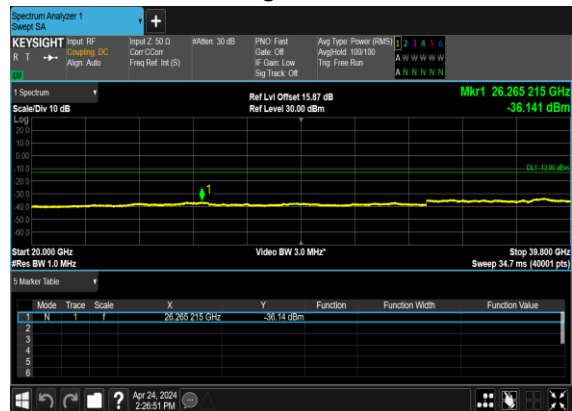 Spectrum Analyzer 1
Swept SA
+
KEYSIGHT Input: RF Input Z: 50 Ω #Atten: 30 dB PNO: Fast Avg Type: Power (RMS) 1 2 3 4 5 6
R T Coupling: DC Corr CCorr Gate: Off Avg|Hold: 100/100 A W W W W W
Align: Auto Freq Ref: Int (S) IF Gain: Low Trig: Free Run
LXI Sig Track: Off A N N N N N
1 Spectrum Ref Lvl Offset 15.87 dB Mkr1 26.265 215 GHz
Scale/Div 10 dB Ref Level 30.00 dBm -36.141 dBm
Log
20.0
10.0
0.00
-10.0
DL1 -13.00 dBm
-20.0
-30.0
1
-40.0
-50.0
-60.0
Start 20.000 GHz Video BW 3.0 MHz* Stop 39.800 GHz
#Res BW 1.0 MHz Sweep 34.7 ms (40001 pts)
5 Marker Table
Mode Trace Scale X Y Function Function Width Function Value
1 N 1 f 26.265 215 GHz -36.14 dBm
2
3
4
5
6
? Apr 24, 2024
2:26:51 PM